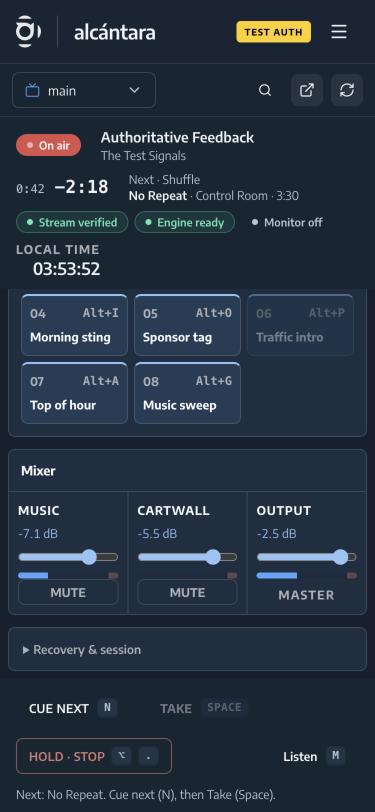 alcántara
TEST AUTH
main
On air
Authoritative Feedback
The Test Signals
0:42 −2:18
Next · Shuffle
No Repeat · Control Room · 3:30
Stream verified
Engine ready
Monitor off
LOCAL TIME
03:53:52
04 Alt+I
Morning sting
05 Alt+O
Sponsor tag
06 Alt+P
Traffic intro
07 Alt+A
Top of hour
08 Alt+G
Music sweep
Mixer
MUSIC
-7.1 dB
MUTE
CARTWALL
-5.5 dB
MUTE
OUTPUT
-2.5 dB
MASTER
Recovery & session
CUE NEXT N
TAKE SPACE
HOLD · STOP ⌥ .
Listen M
Next: No Repeat. Cue next (N), then Take (Space).